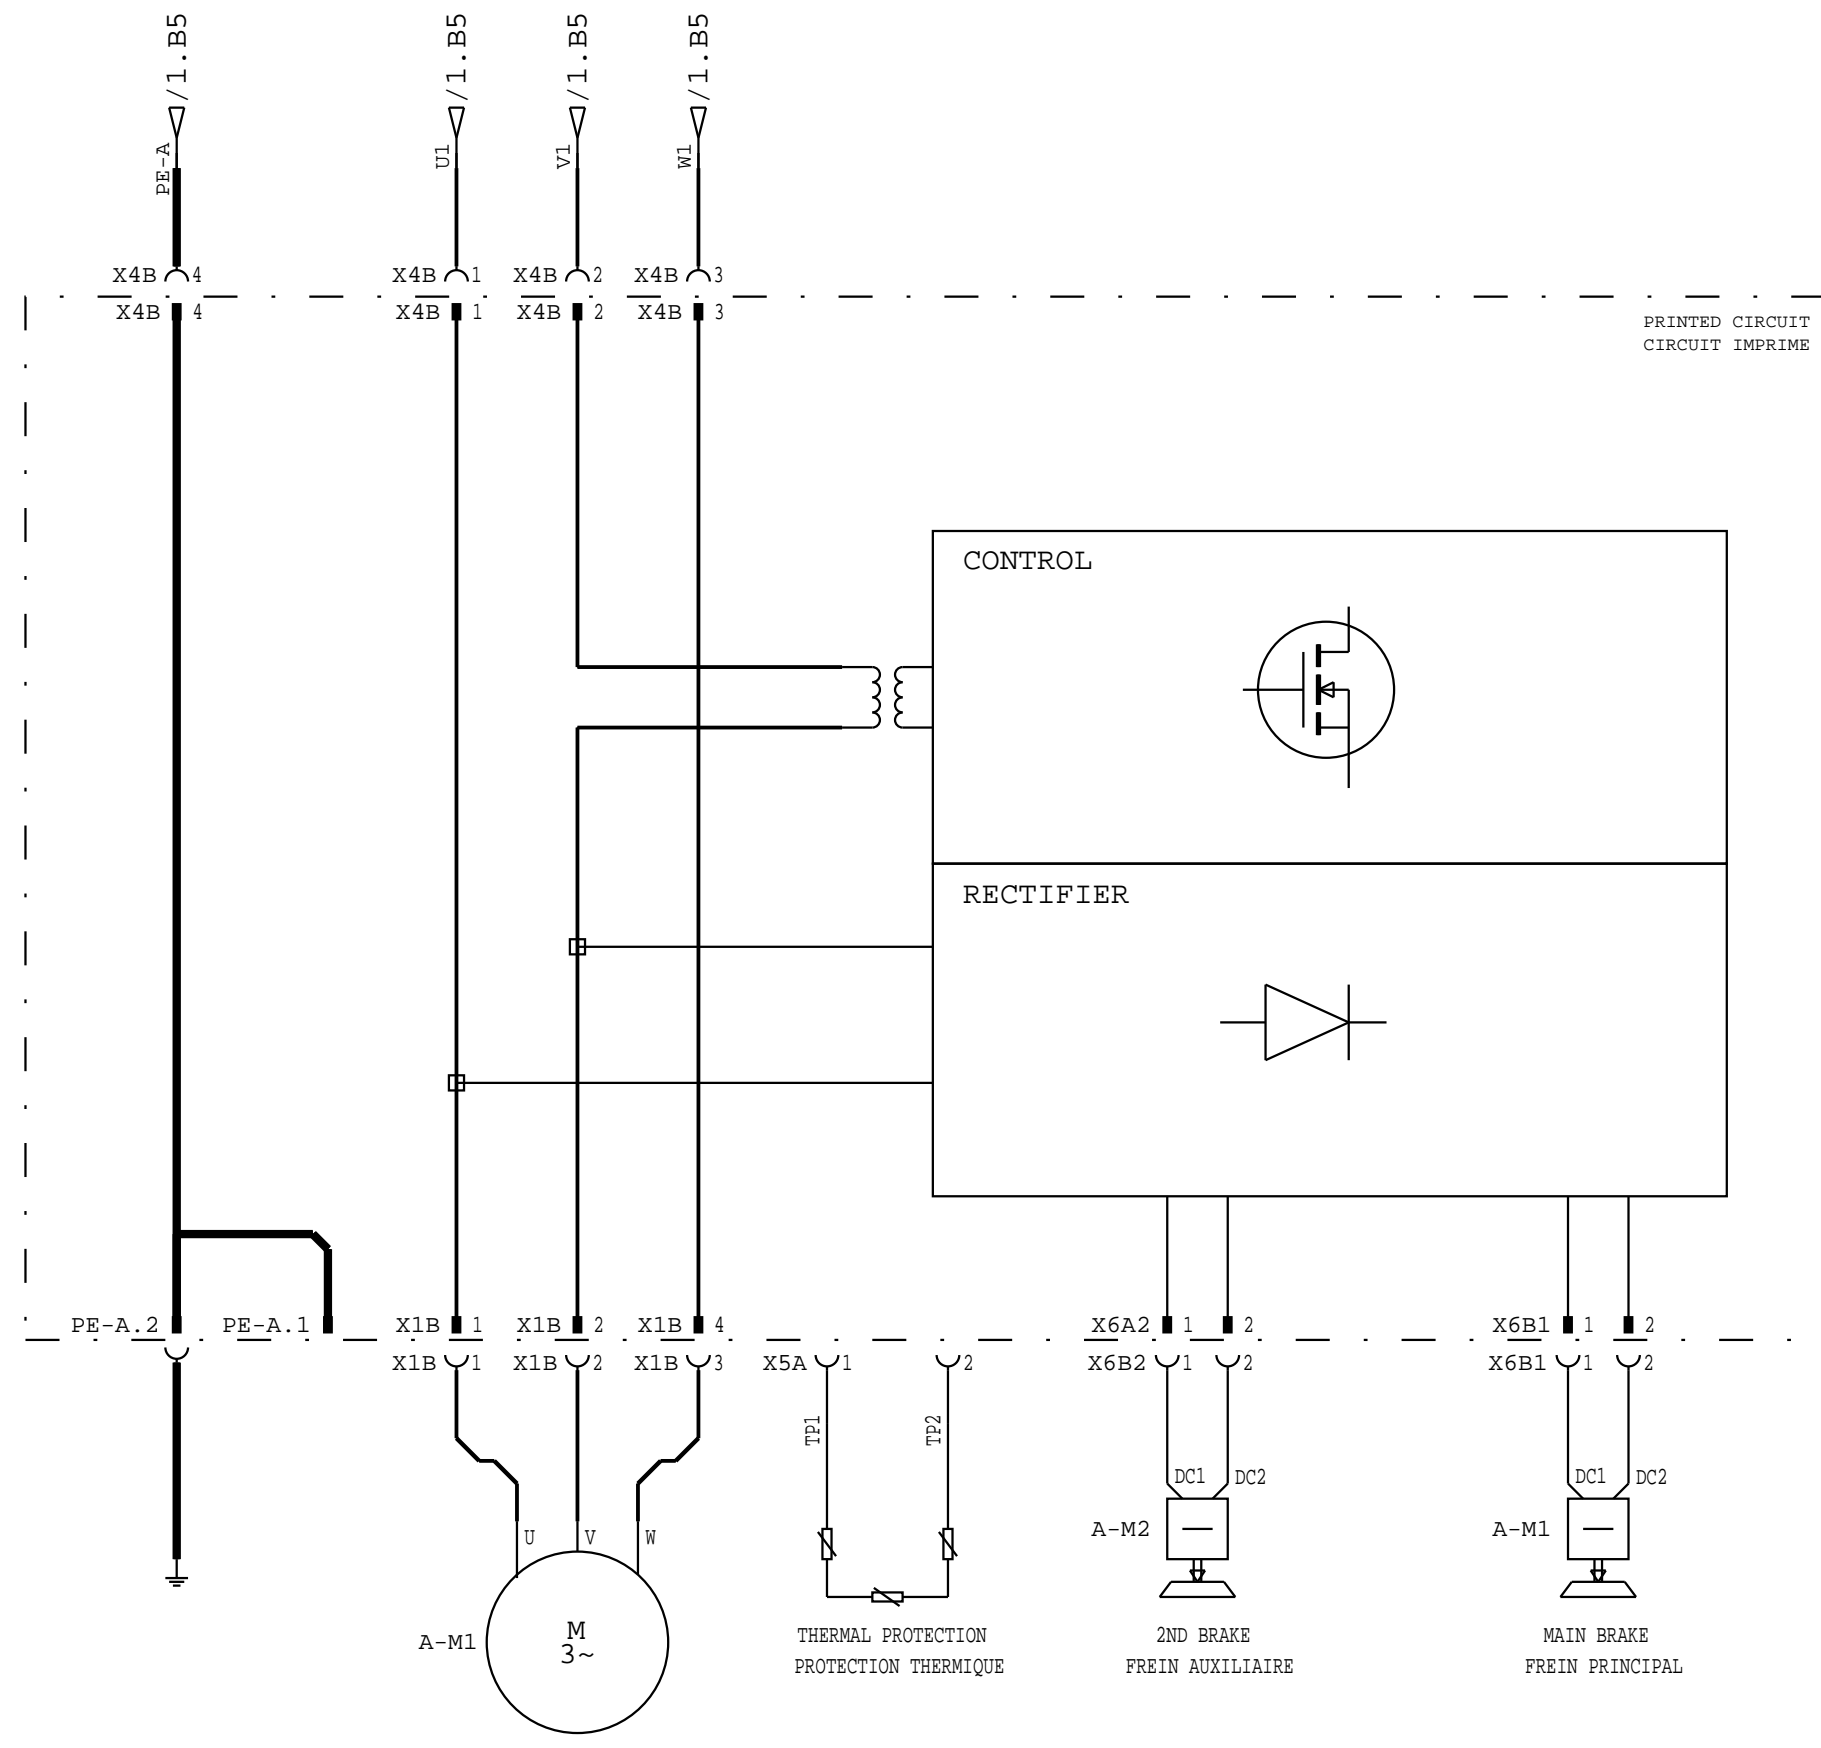 /1.B5 /1.B5 /1.B5 /1.B5
PE-A U1 V1 W1
X4B 4 X4B 1 X4B 2 X4B 3
X4B 4 X4B 1 X4B 2 X4B 3
PRINTED CIRCUIT
CIRCUIT IMPRIME
CONTROL
RECTIFIER
PE-A.2 PE-A.1 X1B 1 X1B 2 X1B 4 X6A2 1 2 X6B1 1 2
X1B 1 X1B 2 X1B 3 X5A 1 2 X6B2 1 2 X6B1 1 2
TP1 TP2
DC1 DC2 DC1 DC2
U V W
A-M2 A-M1
A-M1 M
3~
THERMAL PROTECTION
PROTECTION THERMIQUE
2ND BRAKE
FREIN AUXILIAIRE
MAIN BRAKE
FREIN PRINCIPAL